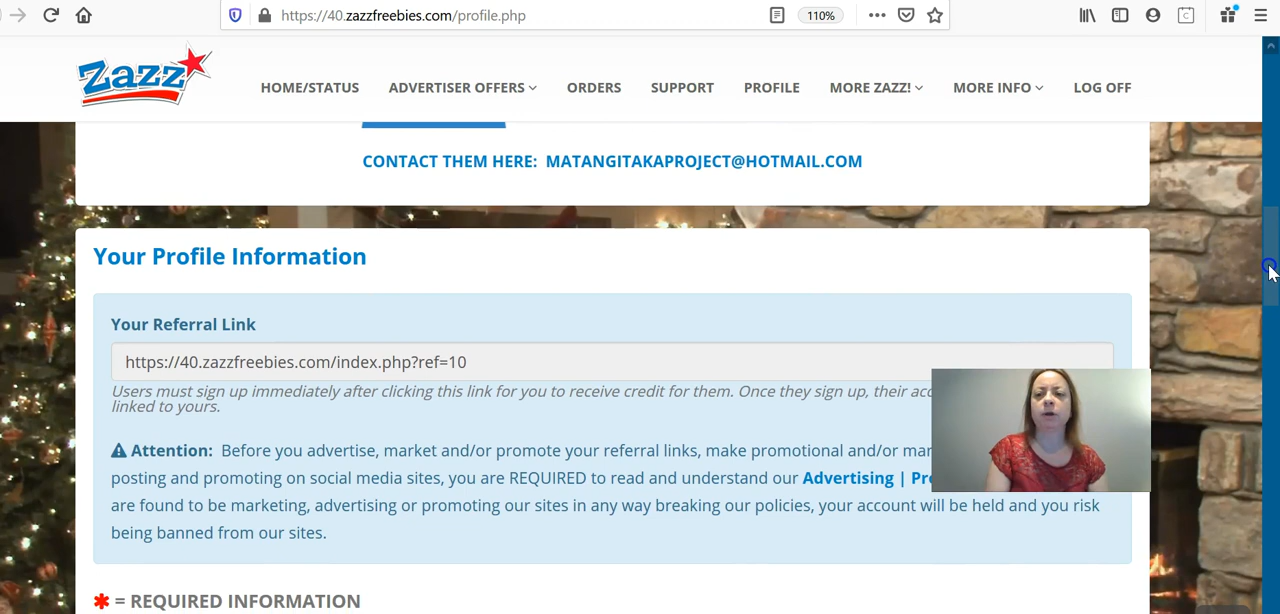 https://40.zazzfreebies.com/profile.php
110%
Zazz
HOME/STATUS ADVERTISER OFFERS ORDERS SUPPORT PROFILE MORE ZAZZ! MORE INFO LOG OFF
CONTACT THEM HERE: MATANGITAKAPROJECT@HOTMAIL.COM
Your Profile Information
Your Referral Link
https://40.zazzfreebies.com/index.php?ref=10
Users must sign up immediately after clicking this link for you to receive credit for them. Once they sign up, their
linked to yours.
Attention: Before you advertise, market and/or promote your referral links, make promotional and/or
posting and promoting on social media sites, you are REQUIRED to read and understand our Advertising |
are found to be marketing, advertising or promoting our sites in any way breaking our policies, your account will be held and you risk
being banned from our sites.
* = REQUIRED INFORMATION